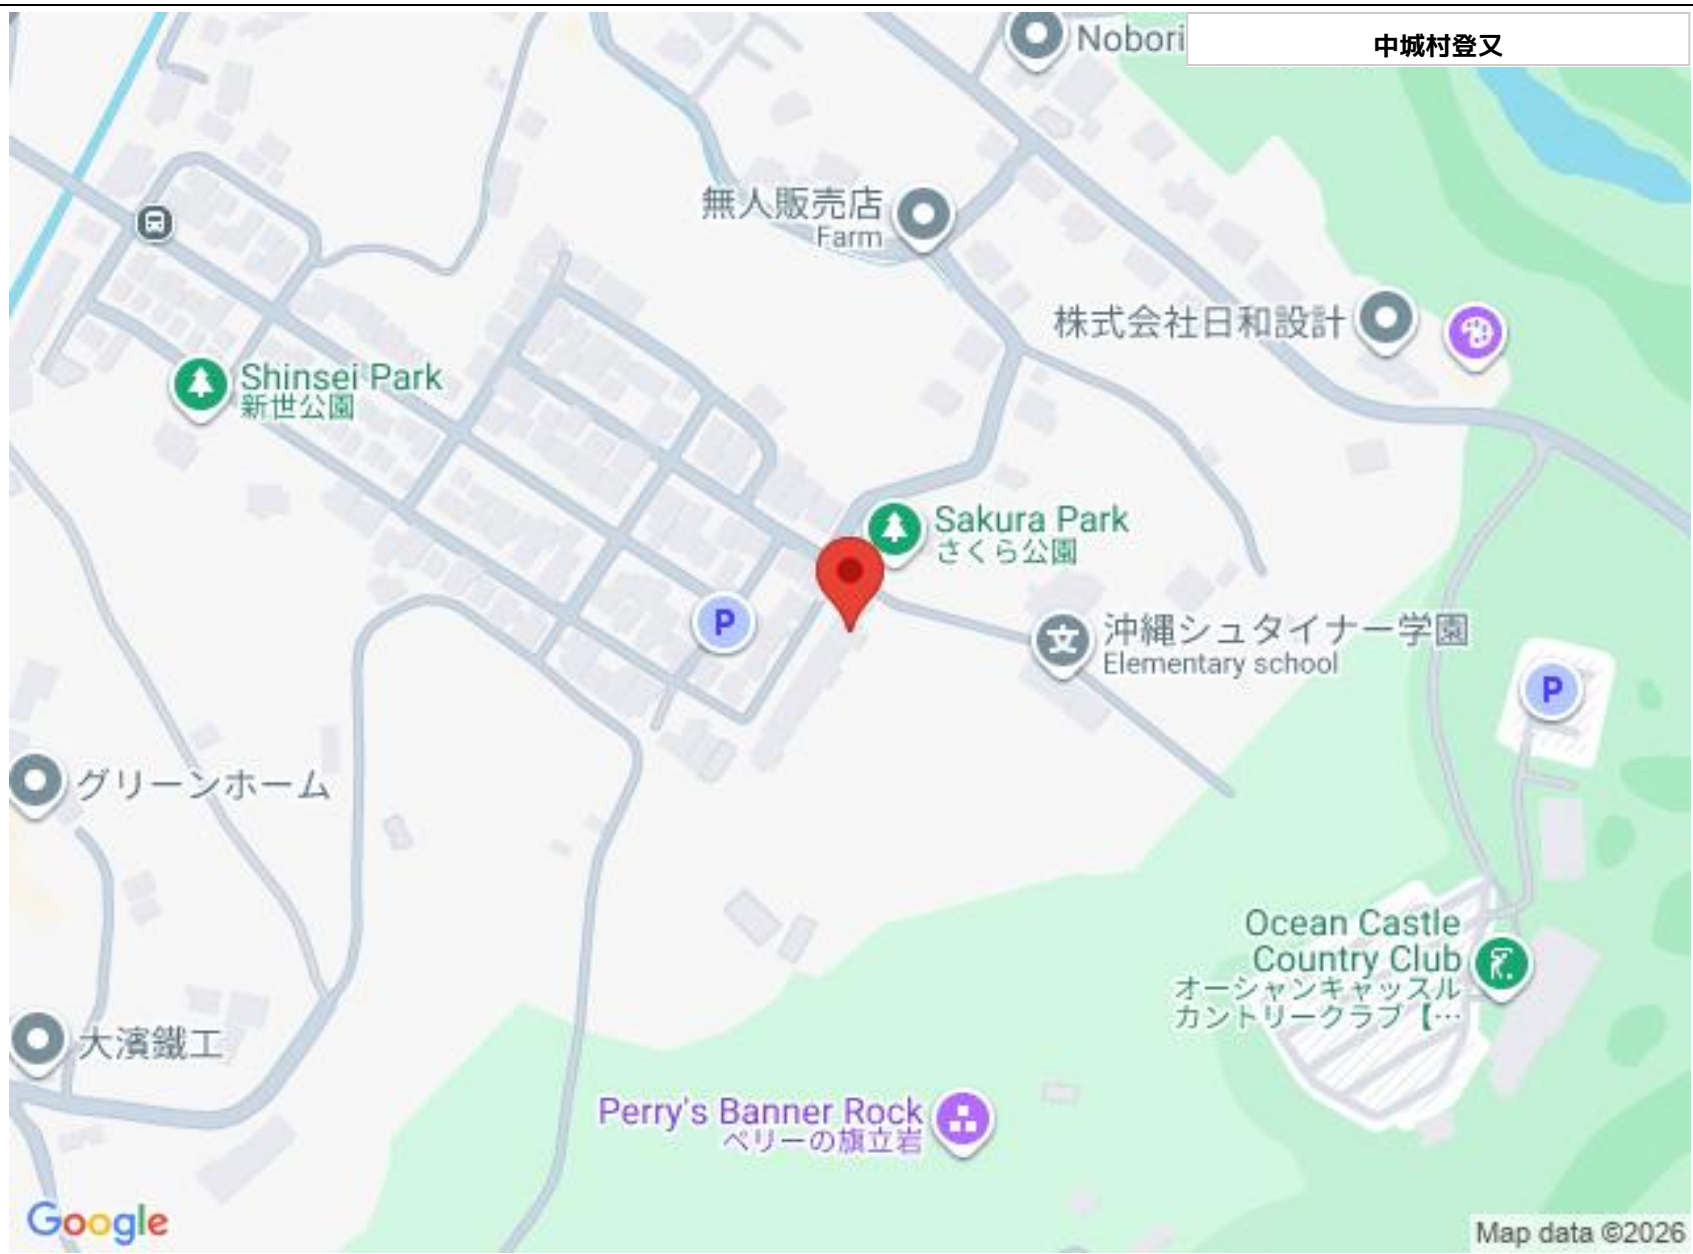 Nobori
中城村登又
無人販売店
Farm
株式会社日和設計
Shinsei Park
新世公園
Sakura Park
さくら公園
P
沖縄シュタイナー学園
Elementary school
文
P
グリーンホーム
Ocean Castle
Country Club
オーシャンキャッスル
カントリークラブ【…
大濱鐵工
Perry's Banner Rock
ペリーの旗立岩
Google
Map data ©2026